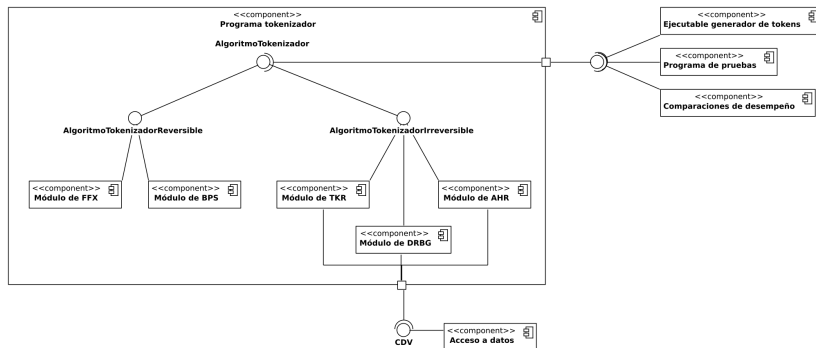 <<component>>
Programa tokenizador
AlgoritmoTokenizador
<<component>>
Ejecutable generador de tokens
<<component>>
Programa de pruebas
<<component>>
Comparaciones de desempeño
AlgoritmoTokenizadorReversible
AlgoritmoTokenizadorIrreversible
<<component>>
Módulo de FFX
<<component>>
Módulo de BPS
<<component>>
Módulo de TKR
<<component>>
Módulo de AHR
<<component>>
Módulo de DRBG
CDV
<<component>>
Acceso a datos